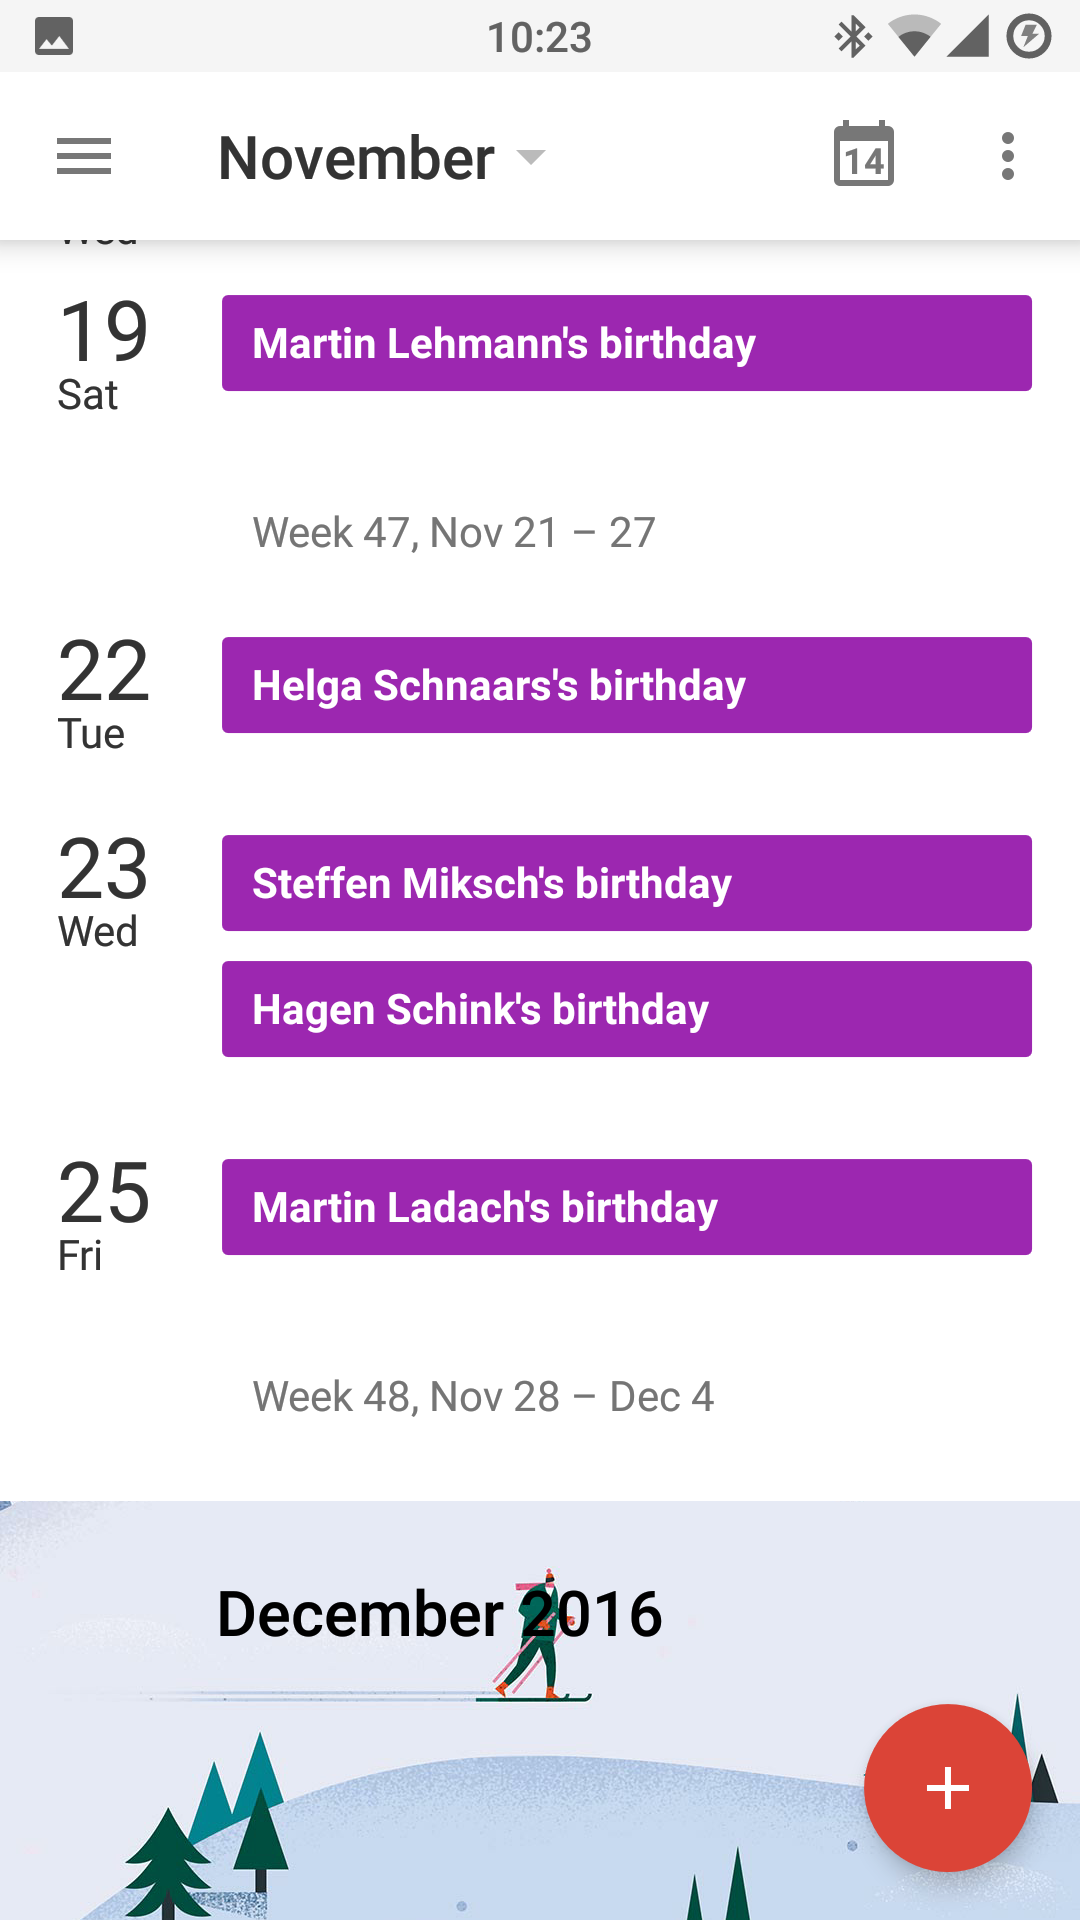 10:23
November
14
19
Sat
Martin Lehmann's birthday
Week 47, Nov 21 – 27
22
Tue
Helga Schnaars's birthday
23
Wed
Steffen Miksch's birthday
Hagen Schink's birthday
25
Fri
Martin Ladach's birthday
Week 48, Nov 28 – Dec 4
December 2016